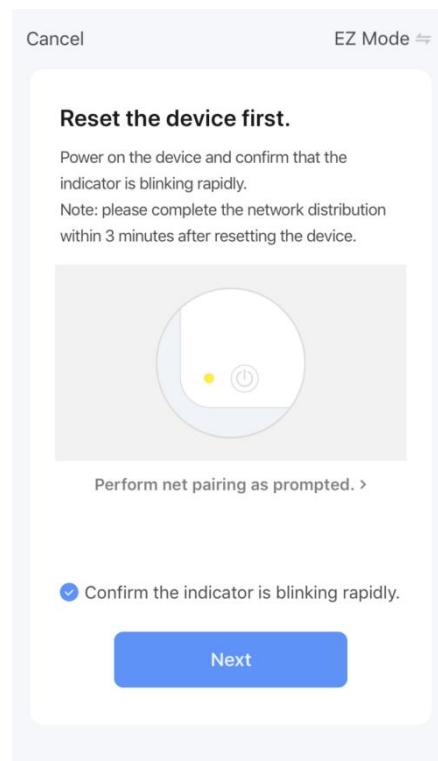 Cancel
EZ Mode
Reset the device first.
Power on the device and confirm that the
indicator is blinking rapidly.
Note: please complete the network distribution
within 3 minutes after resetting the device.
Perform net pairing as prompted. >
Confirm the indicator is blinking rapidly.
Next